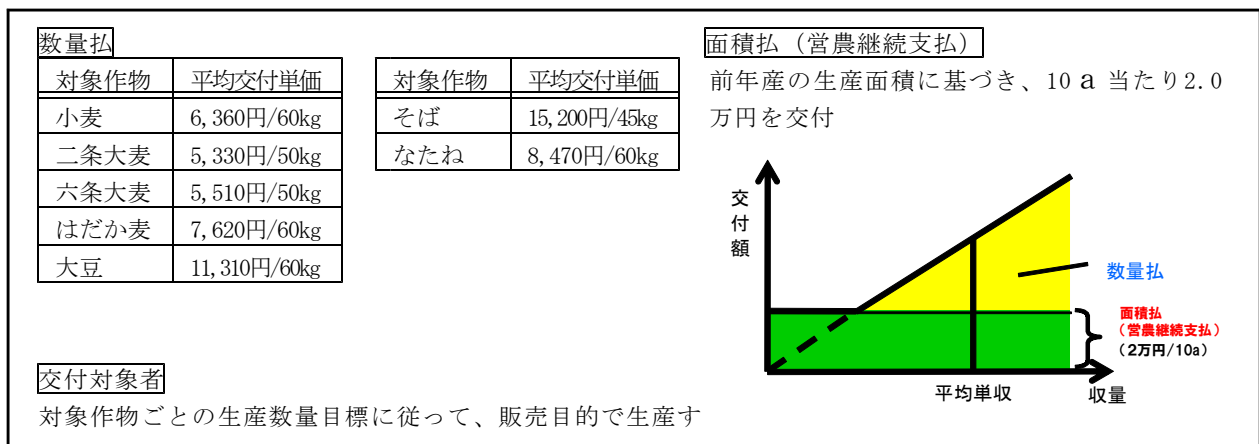 数量払
対象作物 平均交付単価
小麦 6,360円/60kg
二条大麦 5,330円/50kg
六条大麦 5,510円/50kg
はだか麦 7,620円/60kg
大豆 11,310円/60kg
対象作物 平均交付単価
そば 15,200円/45kg
なたね 8,470円/60kg
面積払（営農継続支払）
前年産の生産面積に基づき、10ａ当たり2.0
万円を交付
交付額
数量払
面積払
（営農継続支払）
（2万円/10a）
平均単収
収量
交付対象者
対象作物ごとの生産数量目標に従って、販売目的で生産す